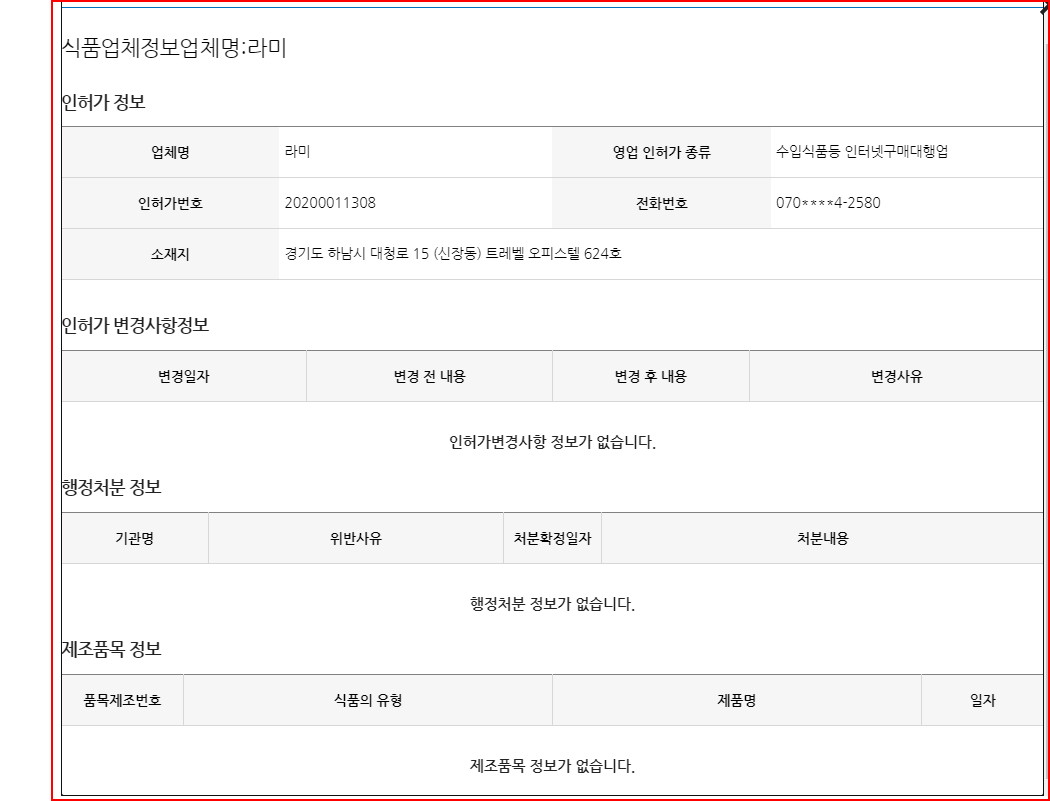 식품업체정보업체명:라미
인허가 정보
업체명 라미 영업 인허가 종류 수입식품등 인터넷구매대행업
인허가번호 20200011308 전화번호 070****4-2580
소재지 경기도 하남시 대청로 15 (신장동) 트레벨 오피스텔 624호
인허가 변경사항정보
변경일자 변경 전 내용 변경 후 내용 변경사유
인허가변경사항 정보가 없습니다.
행정처분 정보
기관명 위반사유 처분확정일자 처분내용
행정처분 정보가 없습니다.
제조품목 정보
품목제조번호 식품의 유형 제품명 일자
제조품목 정보가 없습니다.